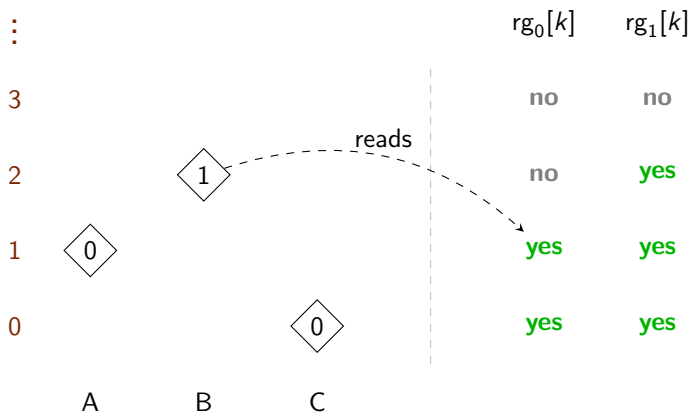 ⋮ rg₀[k] rg₁[k]
3 no no
reads
2 1 no yes
1 0 yes yes
0 0 yes yes
A B C